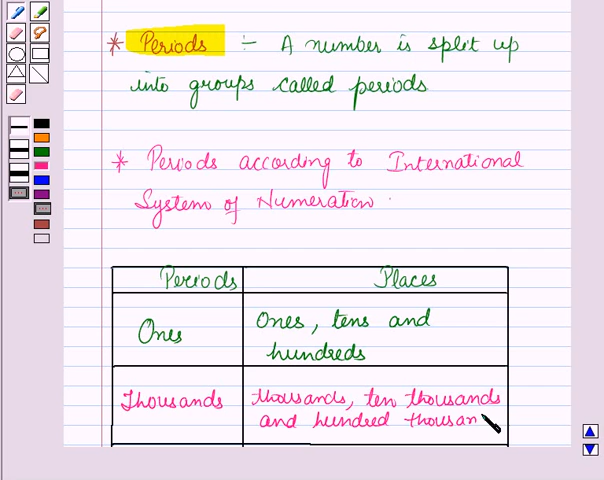 * Periods ÷ A number is split up
into groups called periods
* Periods according to International
System of Numeration.
Periods Places
Ones Ones, tens and
hundreds
Thousands thousands, ten thousands
and hundred thousan